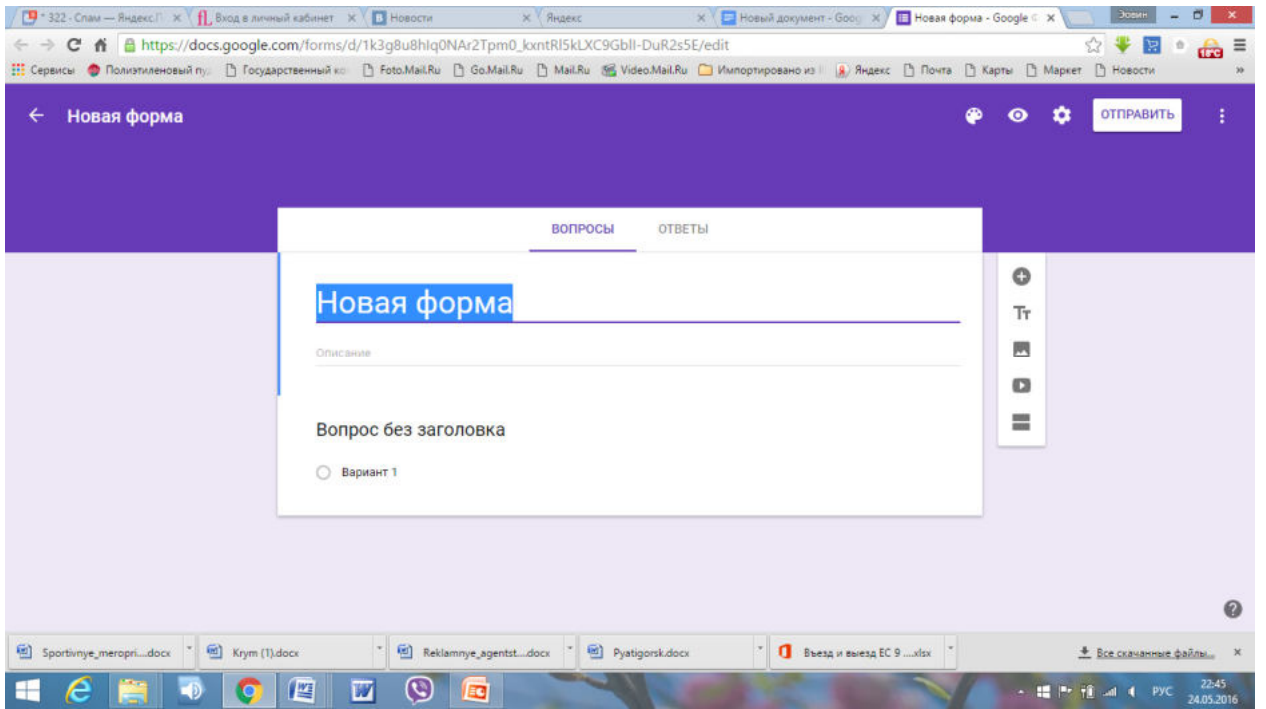 * 322 · Спам — Яндекс.П
Вход в личный кабинет
Новости
Яндекс
Новый документ - Goog
Новая форма - Google
Эовин
https://docs.google.com/forms/d/1k3g8u8hlq0NAr2Tpm0_kxntRl5kLXC9GblI-DuR2s5E/edit
Сервисы
Полиэтиленовый пу
Государственный ко
Foto.Mail.Ru
Go.Mail.Ru
Mail.Ru
Video.Mail.Ru
Импортировано из
Яндекс
Почта
Карты
Маркет
Новости
Новая форма
ОТПРАВИТЬ
ВОПРОСЫ
ОТВЕТЫ
Новая форма
Описание
Вопрос без заголовка
Вариант 1
Тт
Sportivnye_meropri....docx
Krym (1).docx
Reklamnye_agentst....docx
Pyatigorsk.docx
Въезд и выезд ЕС 9 ....xlsx
Все скачанные файлы...
РУС
22:45
24.05.2016